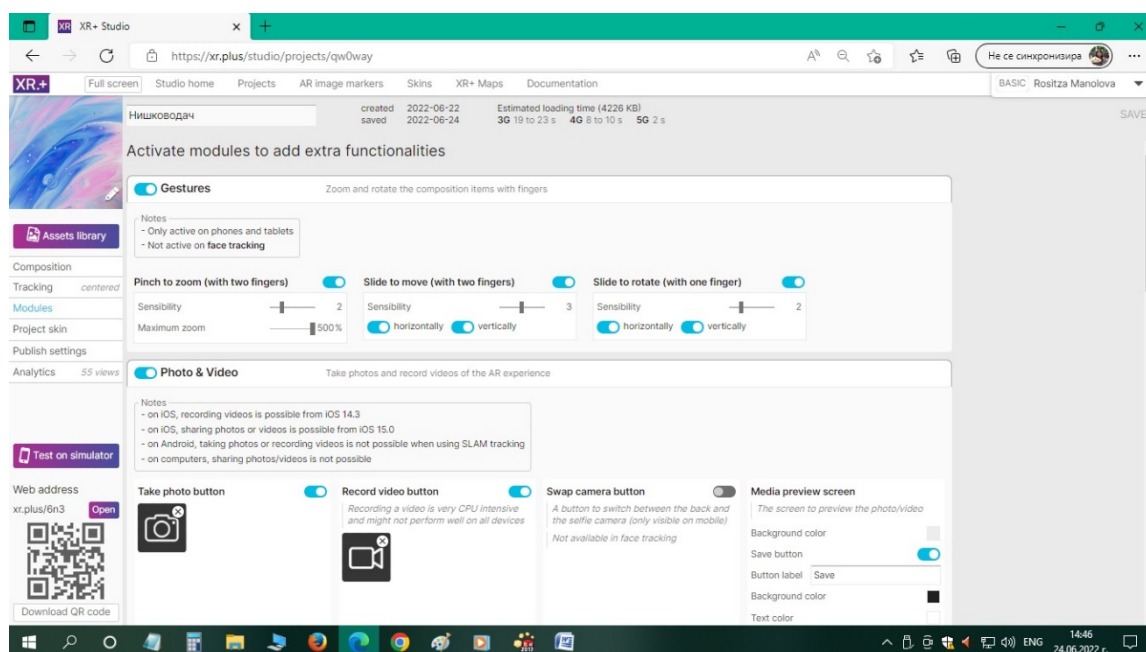 XR XR+ Studio
https://xr.plus/studio/projects/qw0way
Не се синхронизира
XR.+ Full screen Studio home Projects AR image markers Skins XR+ Maps Documentation BASIC Rositza Manolova
Нишководач created 2022-06-22 Estimated loading time (4226 KB) SAVE
saved 2022-06-24 3G 19 to 23 s 4G 8 to 10 s 5G 2 s
Activate modules to add extra functionalities
Gestures Zoom and rotate the composition items with fingers
Notes
- Only active on phones and tablets
- Not active on face tracking
Assets library
Composition
Tracking centered
Modules
Project skin
Publish settings
Analytics 55 views
Pinch to zoom (with two fingers) Slide to move (with two fingers) Slide to rotate (with one finger)
Sensibility 2 Sensibility 3 Sensibility 2
Maximum zoom 500% horizontally vertically horizontally vertically
Photo & Video Take photos and record videos of the AR experience
Notes
- on iOS, recording videos is possible from iOS 14.3
- on iOS, sharing photos or videos is possible from iOS 15.0
- on Android, taking photos or recording videos is not possible when using SLAM tracking
- on computers, sharing photos/videos is not possible
Test on simulator
Web address
xr.plus/6n3 Open
Download QR code
Take photo button
Record video button
Recording a video is very CPU intensive
and might not perform well on all devices
Swap camera button
A button to switch between the back and
the selfie camera (only visible on mobile)
Not available in face tracking
Media preview screen
The screen to preview the photo/video
Background color
Save button
Button label Save
Background color
Text color
ENG 14:46
24.06.2022 г.